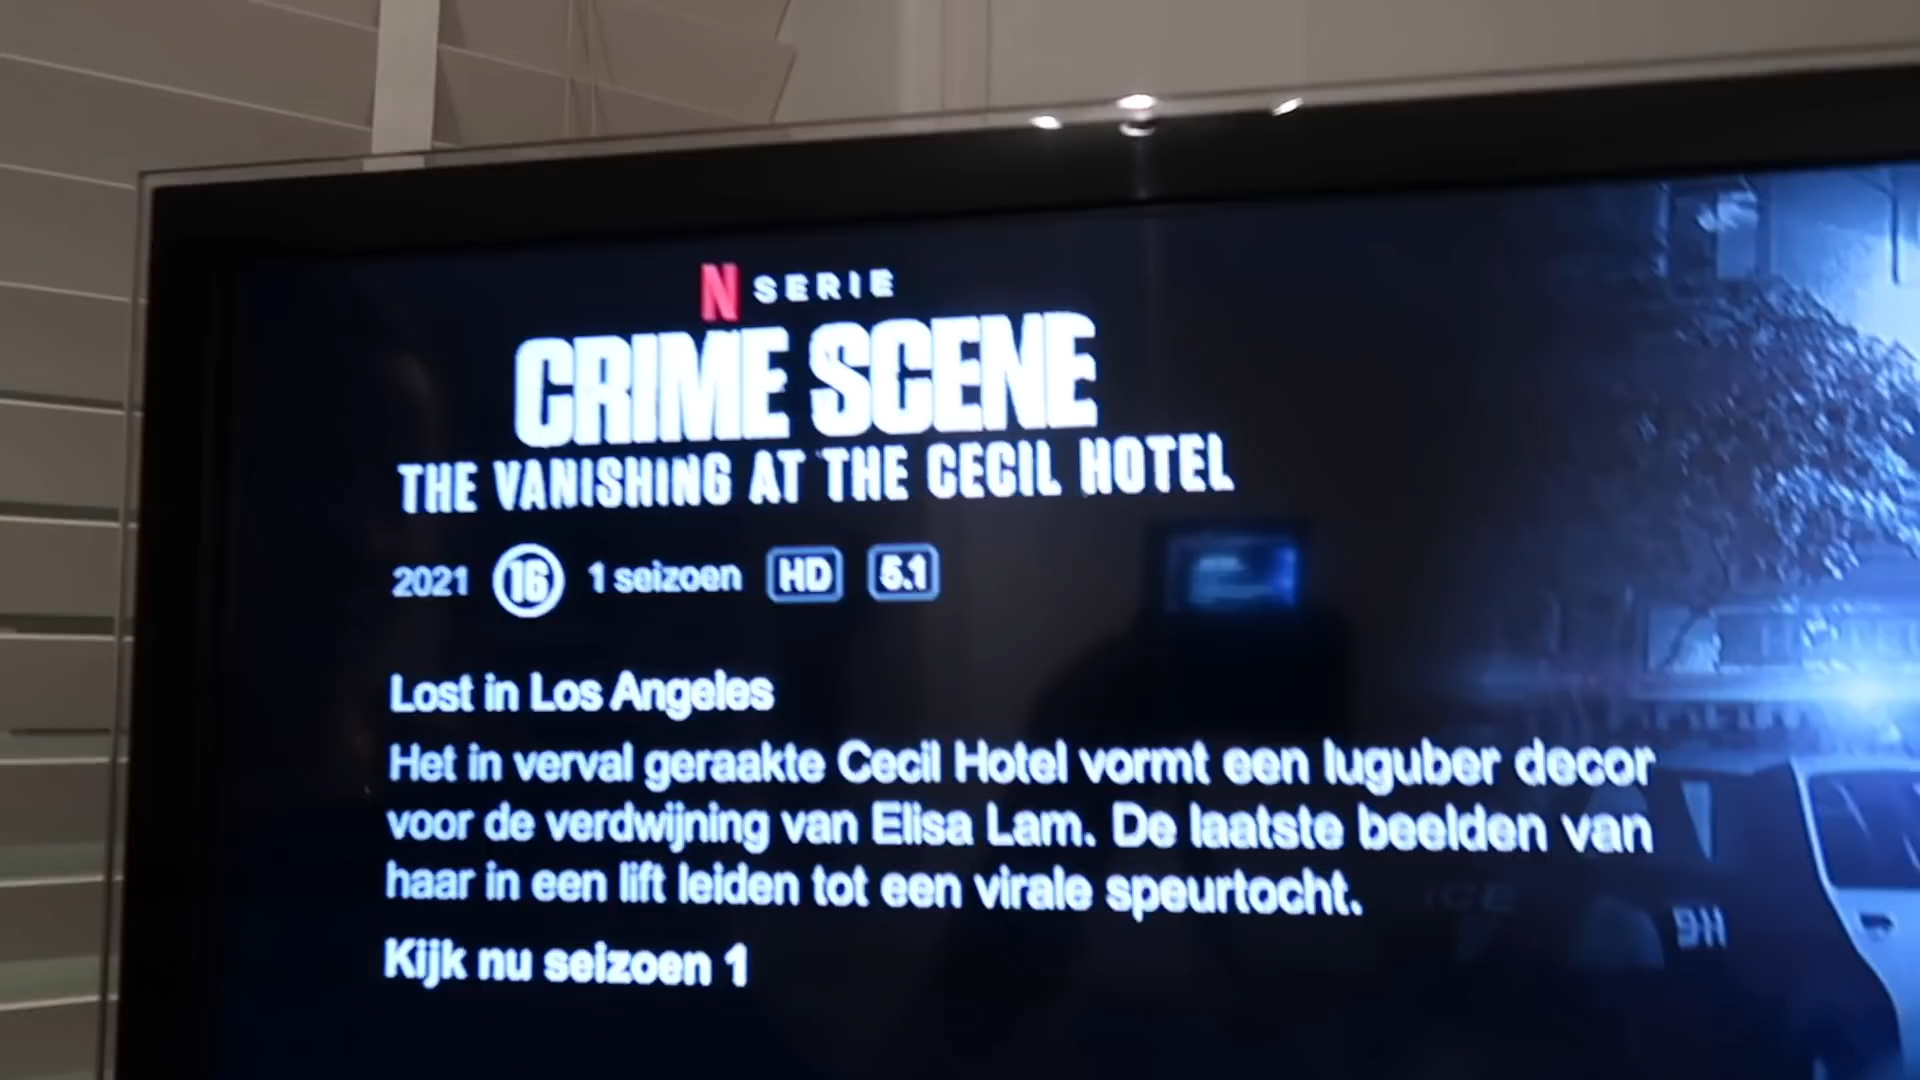 N SERIE
CRIME SCENE
THE VANISHING AT THE CECIL HOTEL
2021 16 1 seizoen HD 5.1
Lost in Los Angeles
Het in verval geraakte Cecil Hotel vormt een luguber decor
voor de verdwijning van Elisa Lam. De laatste beelden van
haar in een lift leiden tot een virale speurtocht.
Kijk nu seizoen 1